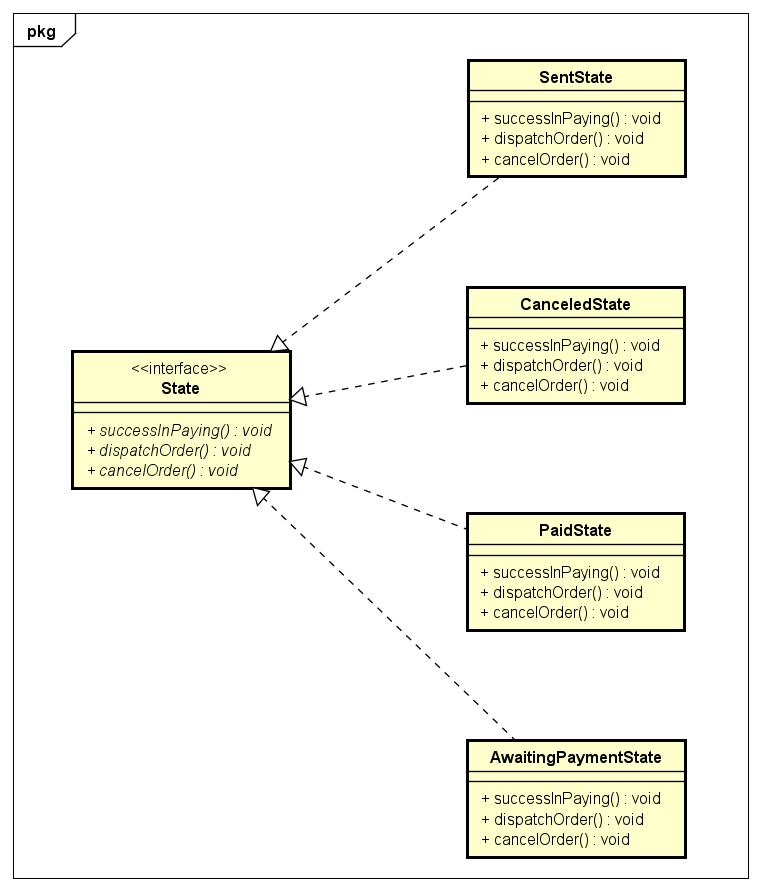 pkg
SentState
+ successInPaying() : void
+ dispatchOrder() : void
+ cancelOrder() : void
CanceledState
+ successInPaying() : void
+ dispatchOrder() : void
+ cancelOrder() : void
<<interface>>
State
+ successInPaying() : void
+ dispatchOrder() : void
+ cancelOrder() : void
PaidState
+ successInPaying() : void
+ dispatchOrder() : void
+ cancelOrder() : void
AwaitingPaymentState
+ successInPaying() : void
+ dispatchOrder() : void
+ cancelOrder() : void